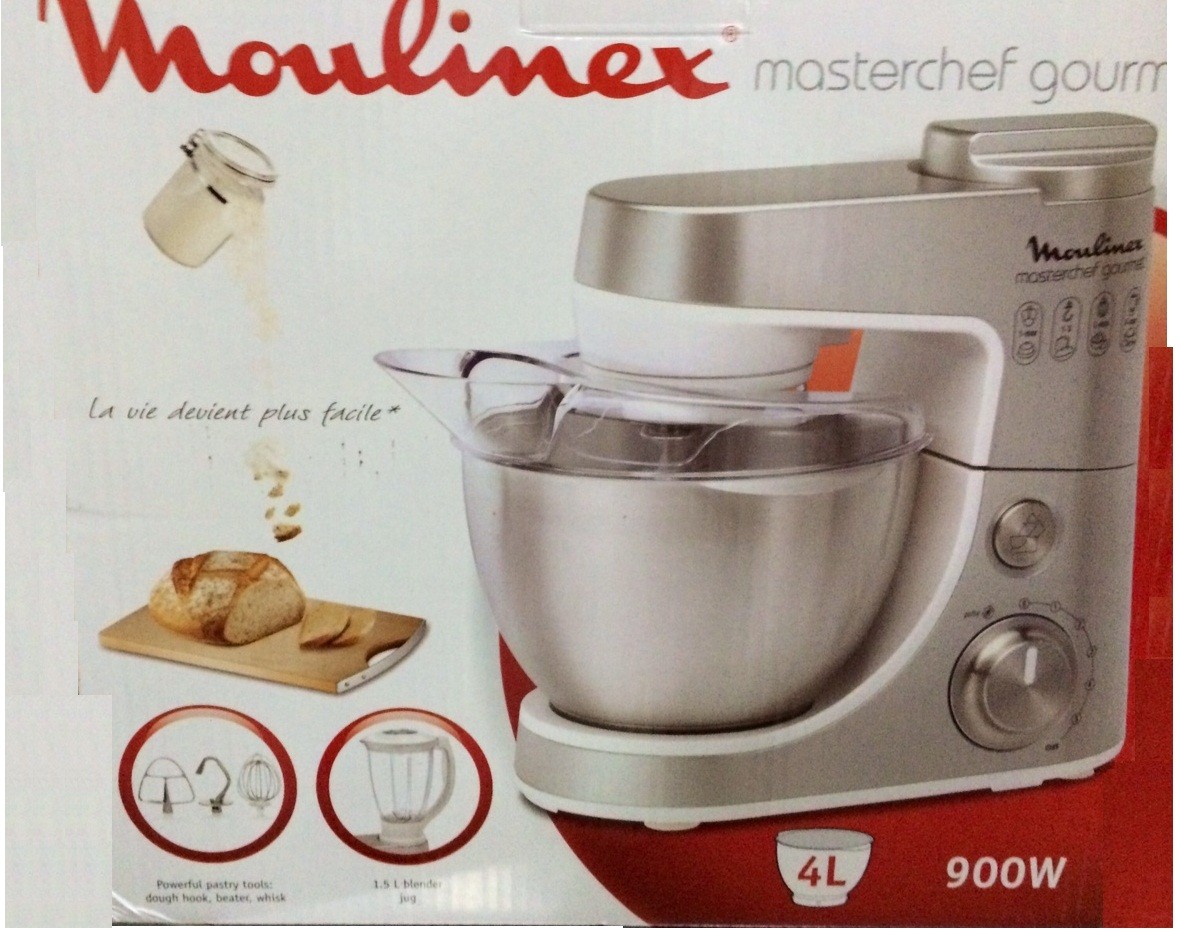 Moulinex® masterchef gourm
Moulinex
masterchef gourmet
La vie devient plus facile*
Powerful pastry tools:
dough hook, beater, whisk
1.5 L blender
jug
4L
900W